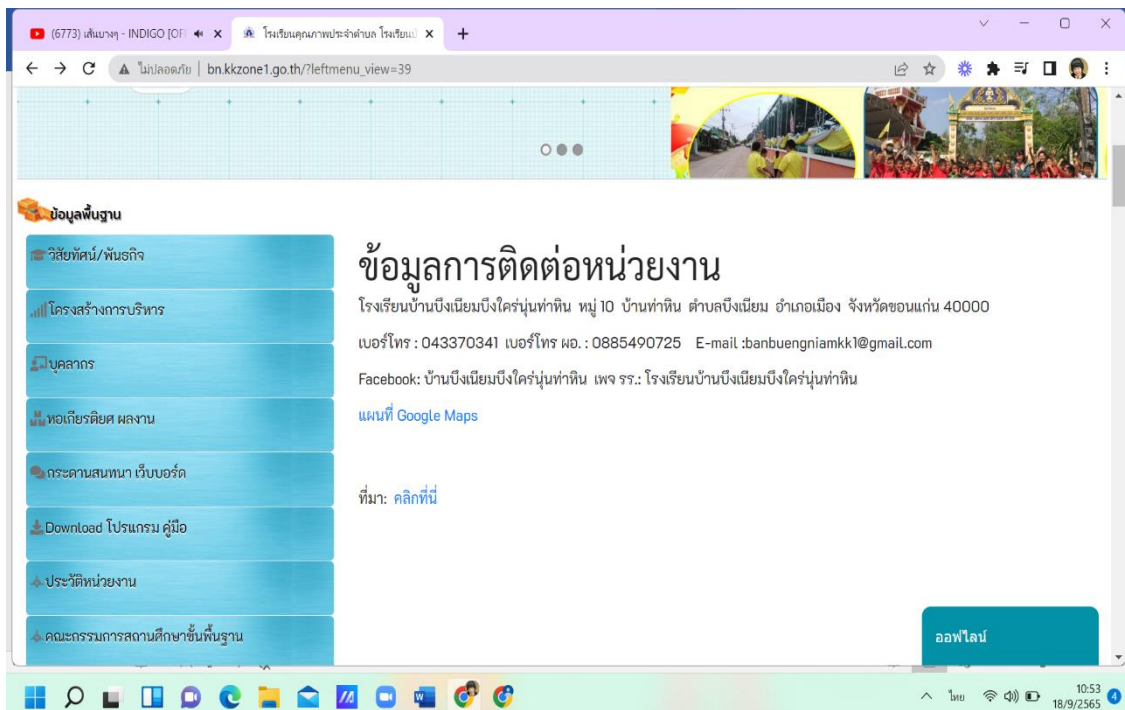 (6773) เส้นบางๆ - INDIGO [OF
โรงเรียนคุณภาพประจำตำบล โรงเรียนบ้
ไม่ปลอดภัย | bn.kkzone1.go.th/?leftmenu_view=39
ข้อมูลพื้นฐาน
วิสัยทัศน์/พันธกิจ
โครงสร้างการบริหาร
บุคลากร
หอเกียรติยศ ผลงาน
กระดานสนทนา เว็บบอร์ด
Download โปรแกรม คู่มือ
ประวัติหน่วยงาน
คณะกรรมการสถานศึกษาขั้นพื้นฐาน
ข้อมูลการติดต่อหน่วยงาน
โรงเรียนบ้านบึงเนียมบึงใคร่นุ่นท่าหิน หมู่ 10 บ้านท่าหิน ตำบลบึงเนียม อำเภอเมือง จังหวัดขอนแก่น 40000
เบอร์โทร : 043370341 เบอร์โทร ผอ. : 0885490725 E-mail :banbuengniamkk1@gmail.com
Facebook: บ้านบึงเนียมบึงใคร่นุ่นท่าหิน เพจ รร.: โรงเรียนบ้านบึงเนียมบึงใคร่นุ่นท่าหิน
แผนที่ Google Maps
ที่มา: คลิกที่นี่
ออฟไลน์
ไทย
10:53
18/9/2565
4